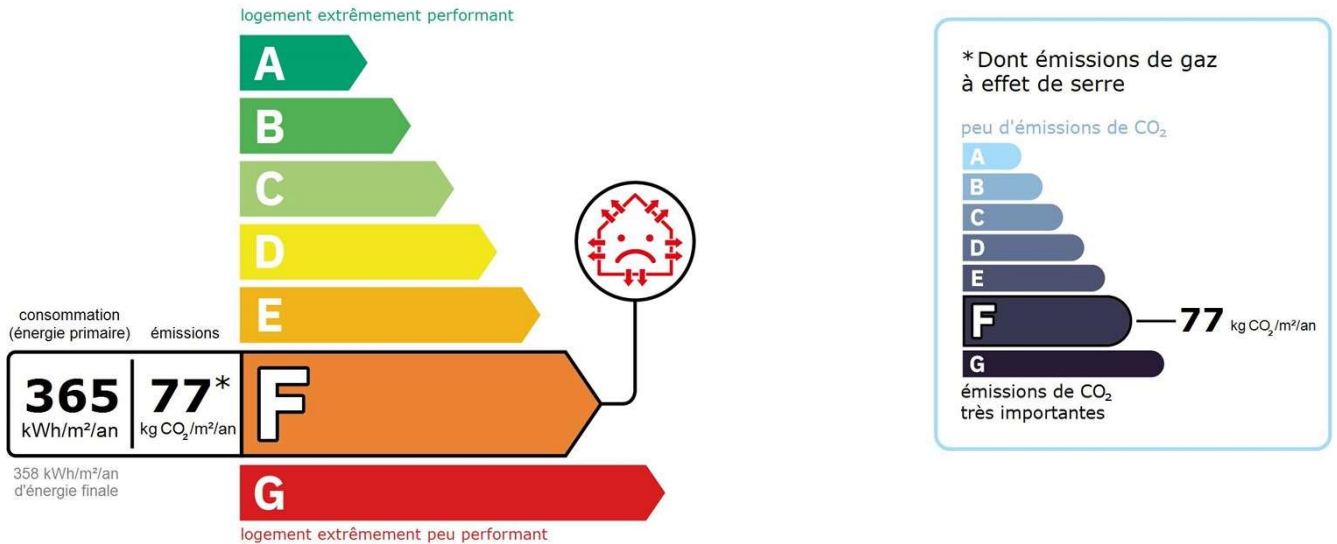 logement extrêmement performant
A
B
C
D
E
consommation
(énergie primaire)
émissions
365
kWh/m²/an
77*
kg CO₂/m²/an
F
358 kWh/m²/an
d'énergie finale
G
logement extrêmement peu performant
*Dont émissions de gaz
à effet de serre
peu d'émissions de CO₂
A
B
C
D
E
F
77 kg CO₂/m²/an
G
émissions de CO₂
très importantes